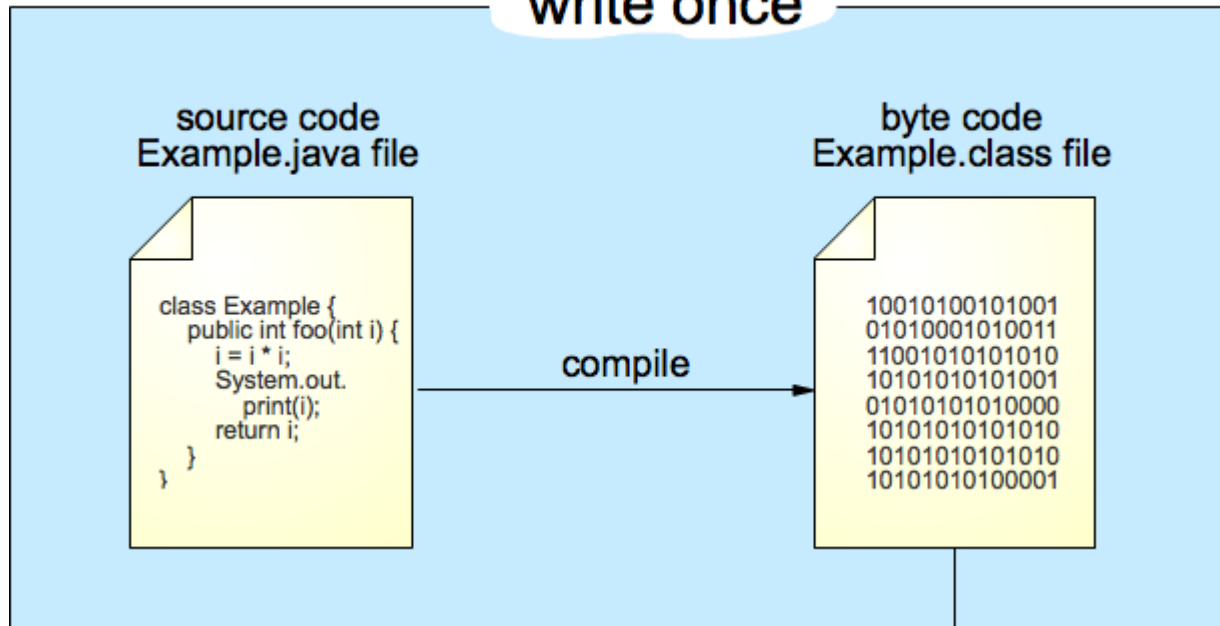 write once
source code
Example.java file
class Example {
public int foo(int i) {
i = i * i;
System.out.
print(i);
return i;
}
}
compile
byte code
Example.class file
10010100101001
01010001010011
11001010101010
10101010101001
01010101010000
10101010101010
10101010101010
10101010100001